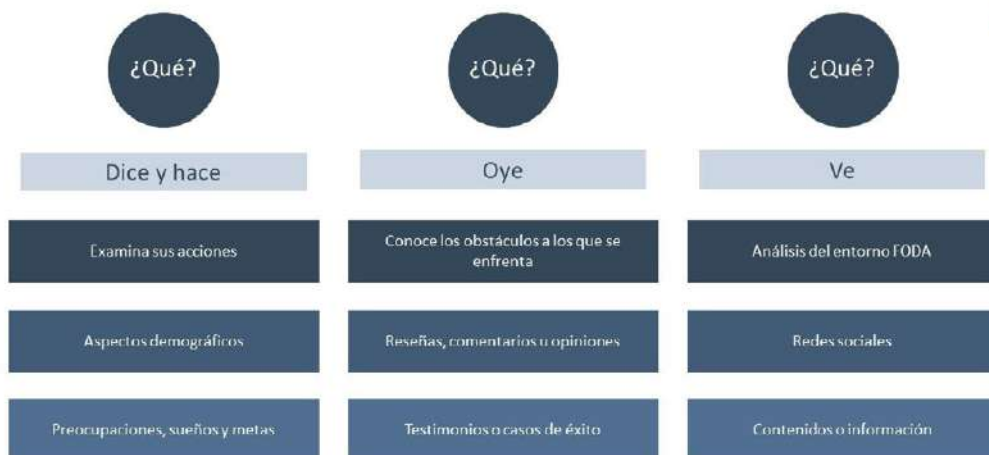 ¿Qué?
¿Qué?
¿Qué?
Dice y hace
Oye
Ve
Examina sus acciones
Conoce los obstáculos a los que se
enfrenta
Análisis del entorno FODA
Aspectos demográficos
Reseñas, comentarios u opiniones
Redes sociales
Preocupaciones, sueños y metas
Testimonios o casos de éxito
Contenidos o información